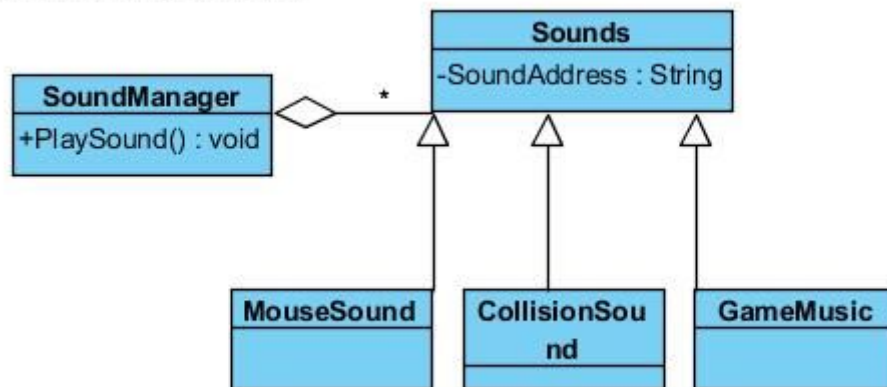 Sounds
-SoundAddress : String
SoundManager
*
+PlaySound() : void
MouseSound
CollisionSou
nd
GameMusic